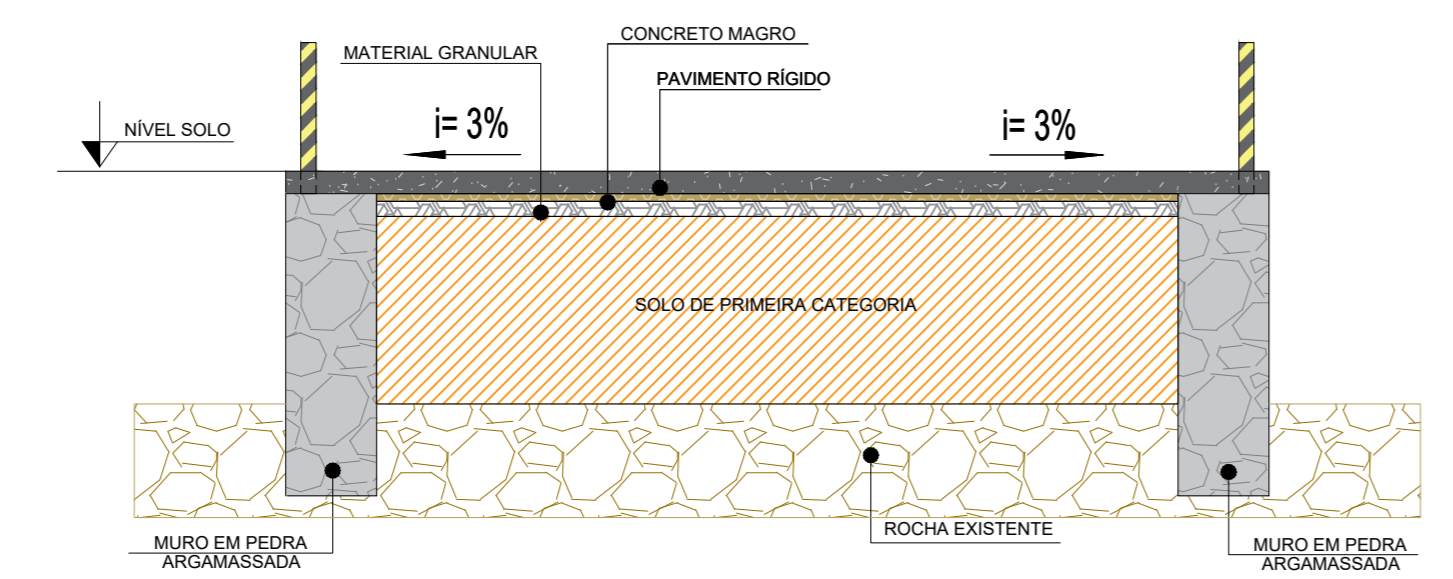 CONCRETO MAGRO
MATERIAL GRANULAR
PAVIMENTO RÍGIDO
NÍVEL SOLO
i= 3%
i= 3%
SOLO DE PRIMEIRA CATEGORIA
ROCHA EXISTENTE
MURO EM PEDRA
ARGAMASSADA
MURO EM PEDRA
ARGAMASSADA